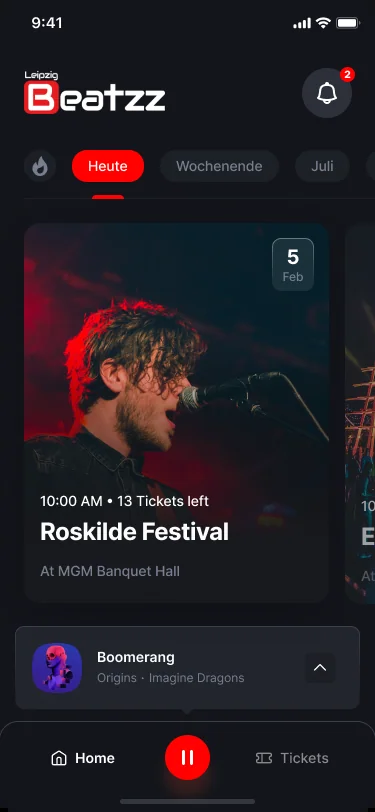 9:41
Leipzig
Beatzz
2
Heute
Wochenende
Juli
5
Feb
10:00 AM • 13 Tickets left
Roskilde Festival
At MGM Banquet Hall
10
E
At
Boomerang
Origins · Imagine Dragons
Home
Tickets